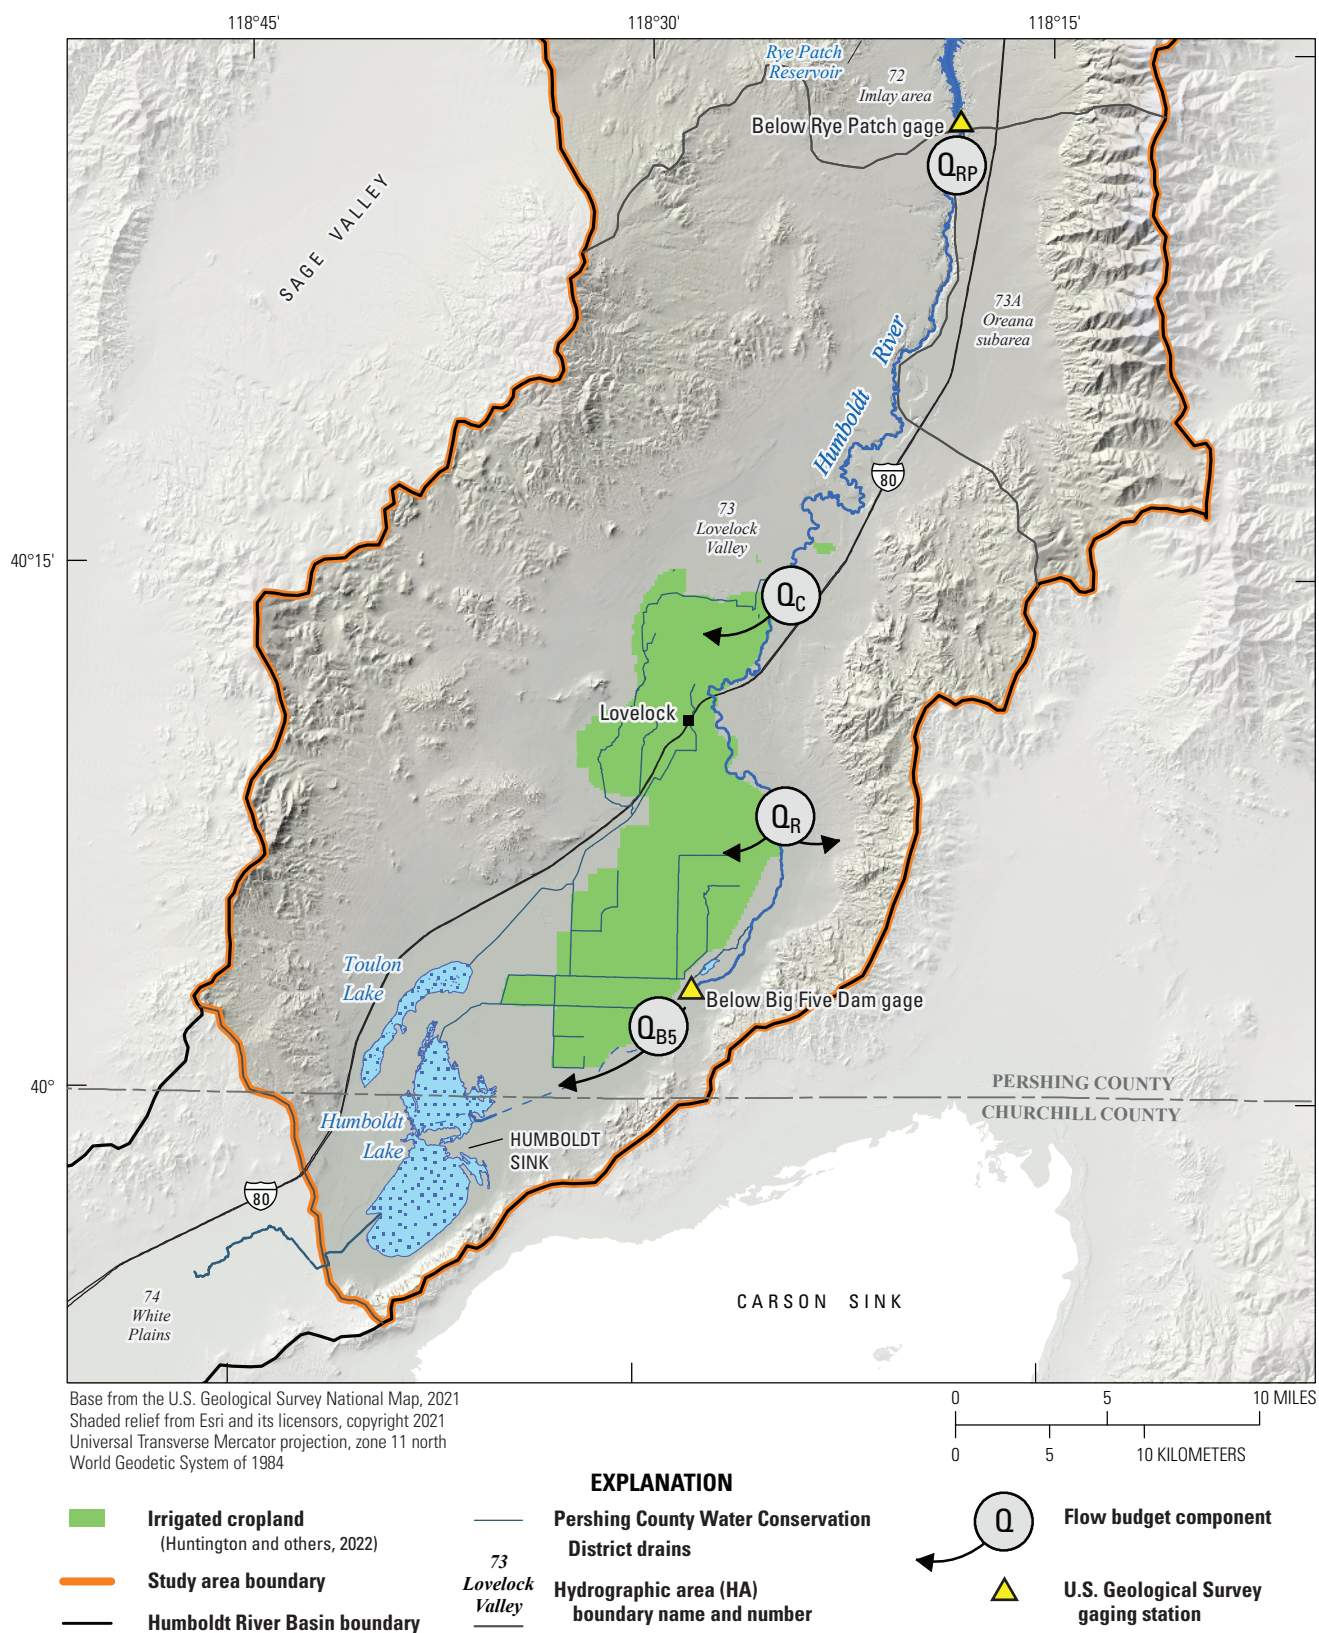 118°45'
118°30'
118°15'
Rye Patch
Reservoir
72
Imlay area
Below Rye Patch gage
QRP
SAGE VALLEY
73A
Oreana
subarea
Humboldt River
80
73
Lovelock
Valley
40°15'
QC
Lovelock
QR
Toulon
Lake
Below Big Five Dam gage
QB5
40°
PERSHING COUNTY
CHURCHILL COUNTY
Humboldt
Lake
HUMBOLDT
SINK
80
74
White
Plains
CARSON SINK
Base from the U.S. Geological Survey National Map, 2021
Shaded relief from Esri and its licensors, copyright 2021
Universal Transverse Mercator projection, zone 11 north
World Geodetic System of 1984
0 5 10 MILES
0 5 10 KILOMETERS
EXPLANATION
Irrigated cropland
(Huntington and others, 2022)
Study area boundary
Humboldt River Basin boundary
Pershing County Water Conservation
District drains
73
Lovelock
Valley
Hydrographic area (HA)
boundary name and number
Q
Flow budget component
U.S. Geological Survey
gaging station